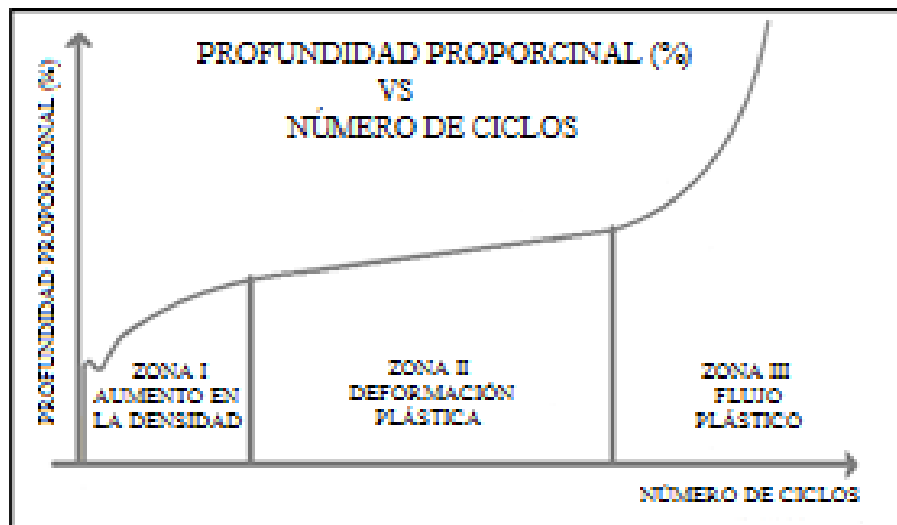 PROFUNDIDAD PROPORCINAL (%)
VS
NÚMERO DE CICLOS
PROFUNDIDAD PROPORCIONAL (%)
ZONA I
AUMENTO EN
LA DENSIDAD
ZONA II
DEFORMACIÓN
PLÁSTICA
ZONA III
FLUJO
PLÁSTICO
NÚMERO DE CICLOS